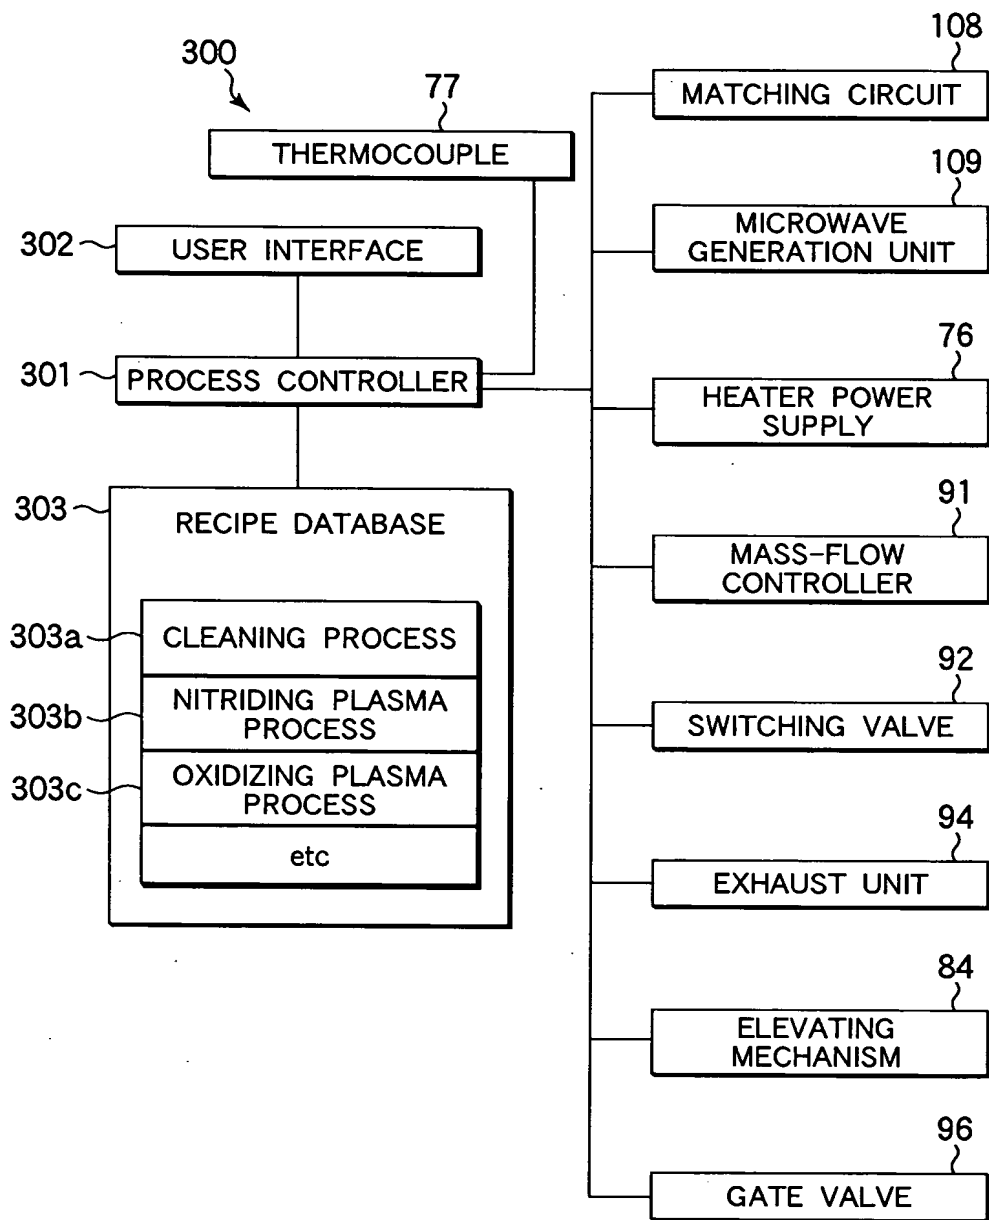 300
77
THERMOCOUPLE
302
USER INTERFACE
301
PROCESS CONTROLLER
303
RECIPE DATABASE
303a
CLEANING PROCESS
303b
NITRIDING PLASMA
PROCESS
303c
OXIDIZING PLASMA
PROCESS
etc
108
MATCHING CIRCUIT
109
MICROWAVE
GENERATION UNIT
76
HEATER POWER
SUPPLY
91
MASS-FLOW
CONTROLLER
92
SWITCHING VALVE
94
EXHAUST UNIT
84
ELEVATING
MECHANISM
96
GATE VALVE